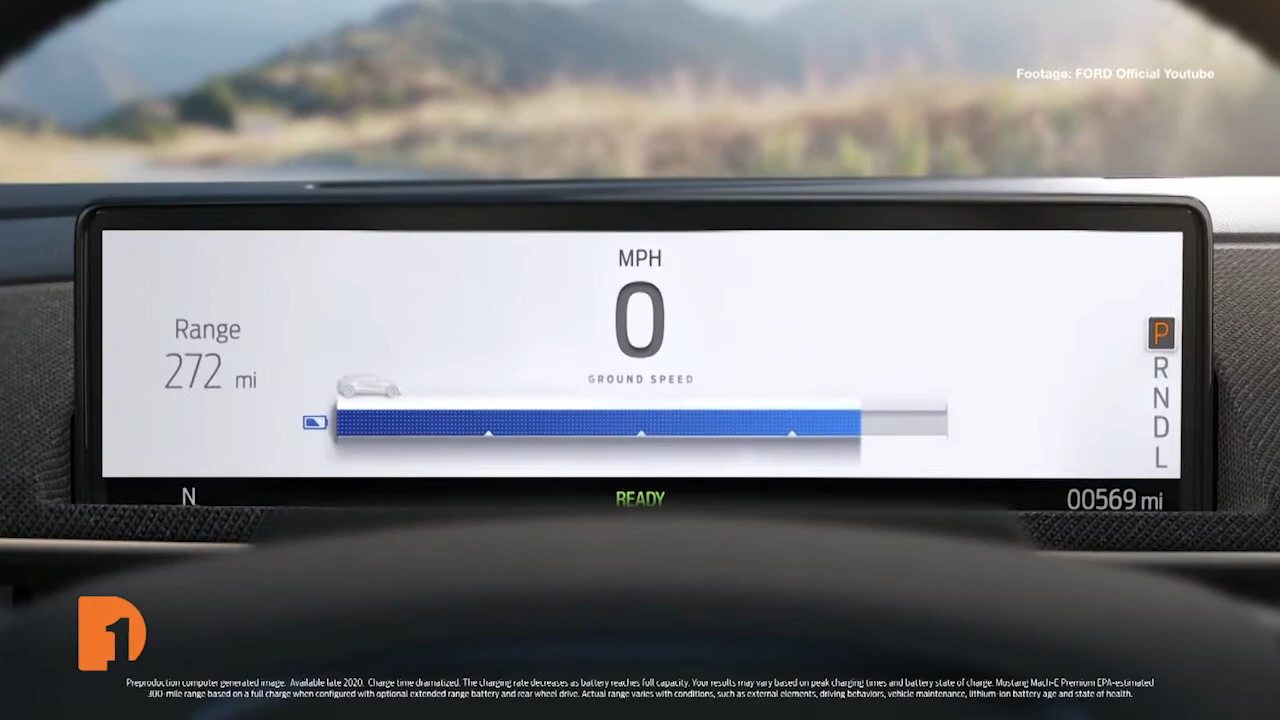 Footage: FORD Official Youtube
MPH
0
Range
272 mi
GROUND SPEED
P
R
N
D
L
N
READY
00569 mi
1
Preproduction computer generated image. Available late 2020. Charge time dramatized. The charging rate decreases as battery reaches full capacity. Your results may vary based on peak charging times and battery state of charge. Mustang Mach-E Premium EPA-estimated
300-mile range based on a full charge when configured with optional extended range battery and rear wheel drive. Actual range varies with conditions, such as external elements, driving behaviors, vehicle maintenance, lithium-ion battery age and state of health.